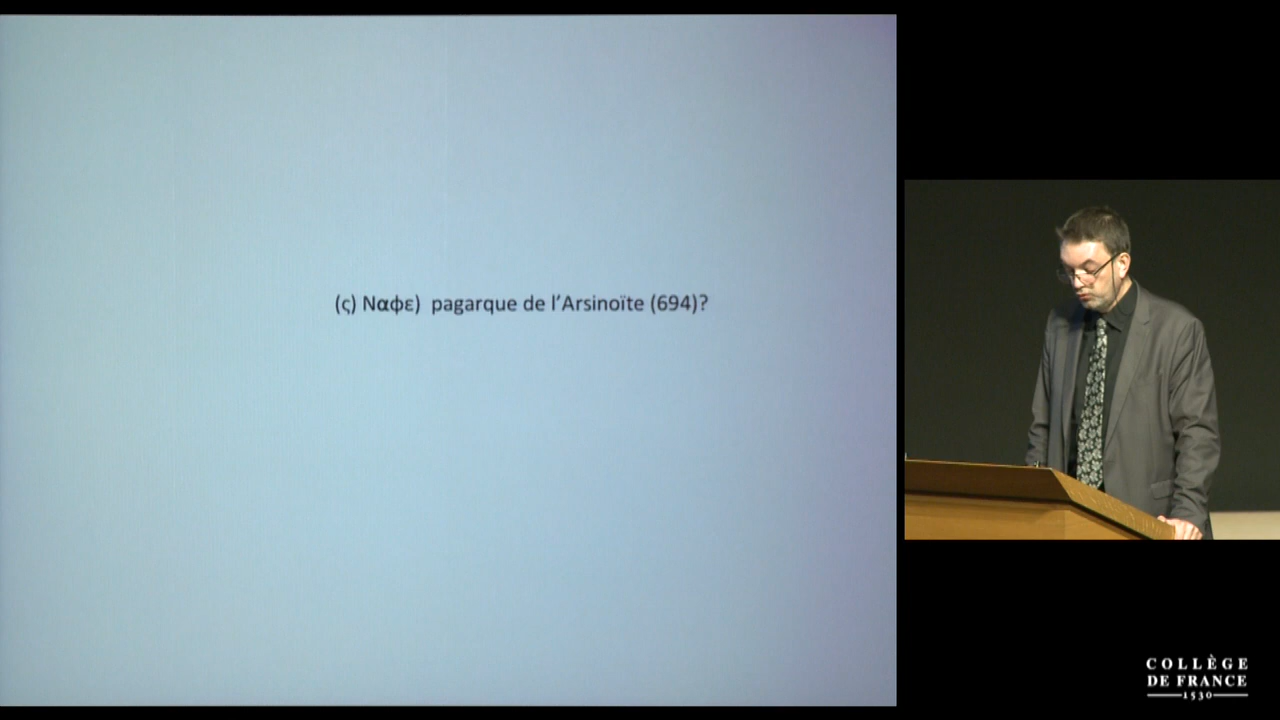 (ς) Ναφε)  pagarque de l’Arsinoïte (694)?
COLLÈGE
DE FRANCE
1530